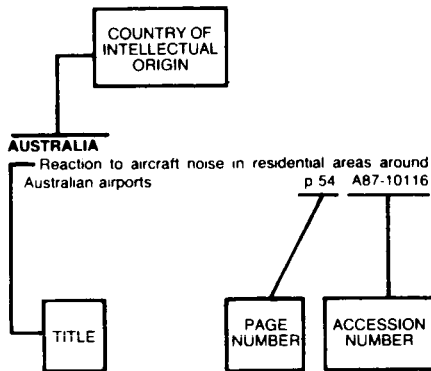 COUNTRY OF
INTELLECTUAL
ORIGIN
AUSTRALIA
Reaction to aircraft noise in residential areas around
Australian airports p 54 A87-10116
TITLE
PAGE
NUMBER
ACCESSION
NUMBER